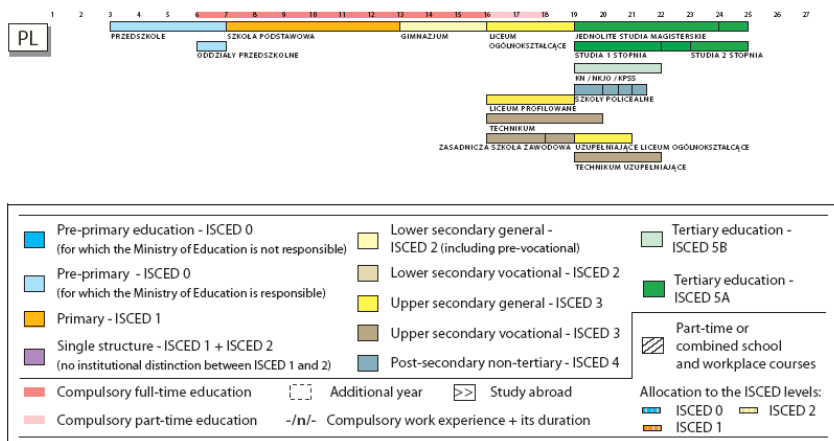 0 1 2 3 4 5 6 7 8 9 10 11 12 13 14 15 16 17 18 19 20 21 22 23 24 25 26 27
PL
PRZEDSZKOLE SZKOŁA PODSTAWOWA GIMNAZJUM LICEUM JEDNOLITE STUDIA MAGISTERSKIE
OGÓLNOKSZTAŁCĄCE
ODDZIAŁY PRZEDSZKOLNE STUDIA 1 STOPNIA STUDIA 2 STOPNIA
KN / NKJO / KPSS
SZKOŁY POLICEALNE
LICEUM PROFILOWANE
TECHNIKUM
ZASADNICZA SZKOŁA ZAWODOWA UZUPEŁNIAJĄCE LICEUM OGÓLNOKSZTAŁCĄCE
TECHNIKUM UZUPEŁNIAJĄCE
Pre-primary education - ISCED 0
(for which the Ministry of Education is not responsible)
Pre-primary - ISCED 0
(for which the Ministry of Education is responsible)
Primary - ISCED 1
Single structure - ISCED 1 + ISCED 2
(no institutional distinction between ISCED 1 and 2)
Lower secondary general -
ISCED 2 (including pre-vocational)
Lower secondary vocational - ISCED 2
Upper secondary general - ISCED 3
Upper secondary vocational - ISCED 3
Post-secondary non-tertiary - ISCED 4
Tertiary education -
ISCED 5B
Tertiary education -
ISCED 5A
Part-time or
combined school
and workplace courses
Compulsory full-time education
Additional year
>> Study abroad
Compulsory part-time education
-/n/- Compulsory work experience + its duration
Allocation to the ISCED levels:
ISCED 0 ISCED 2
ISCED 1